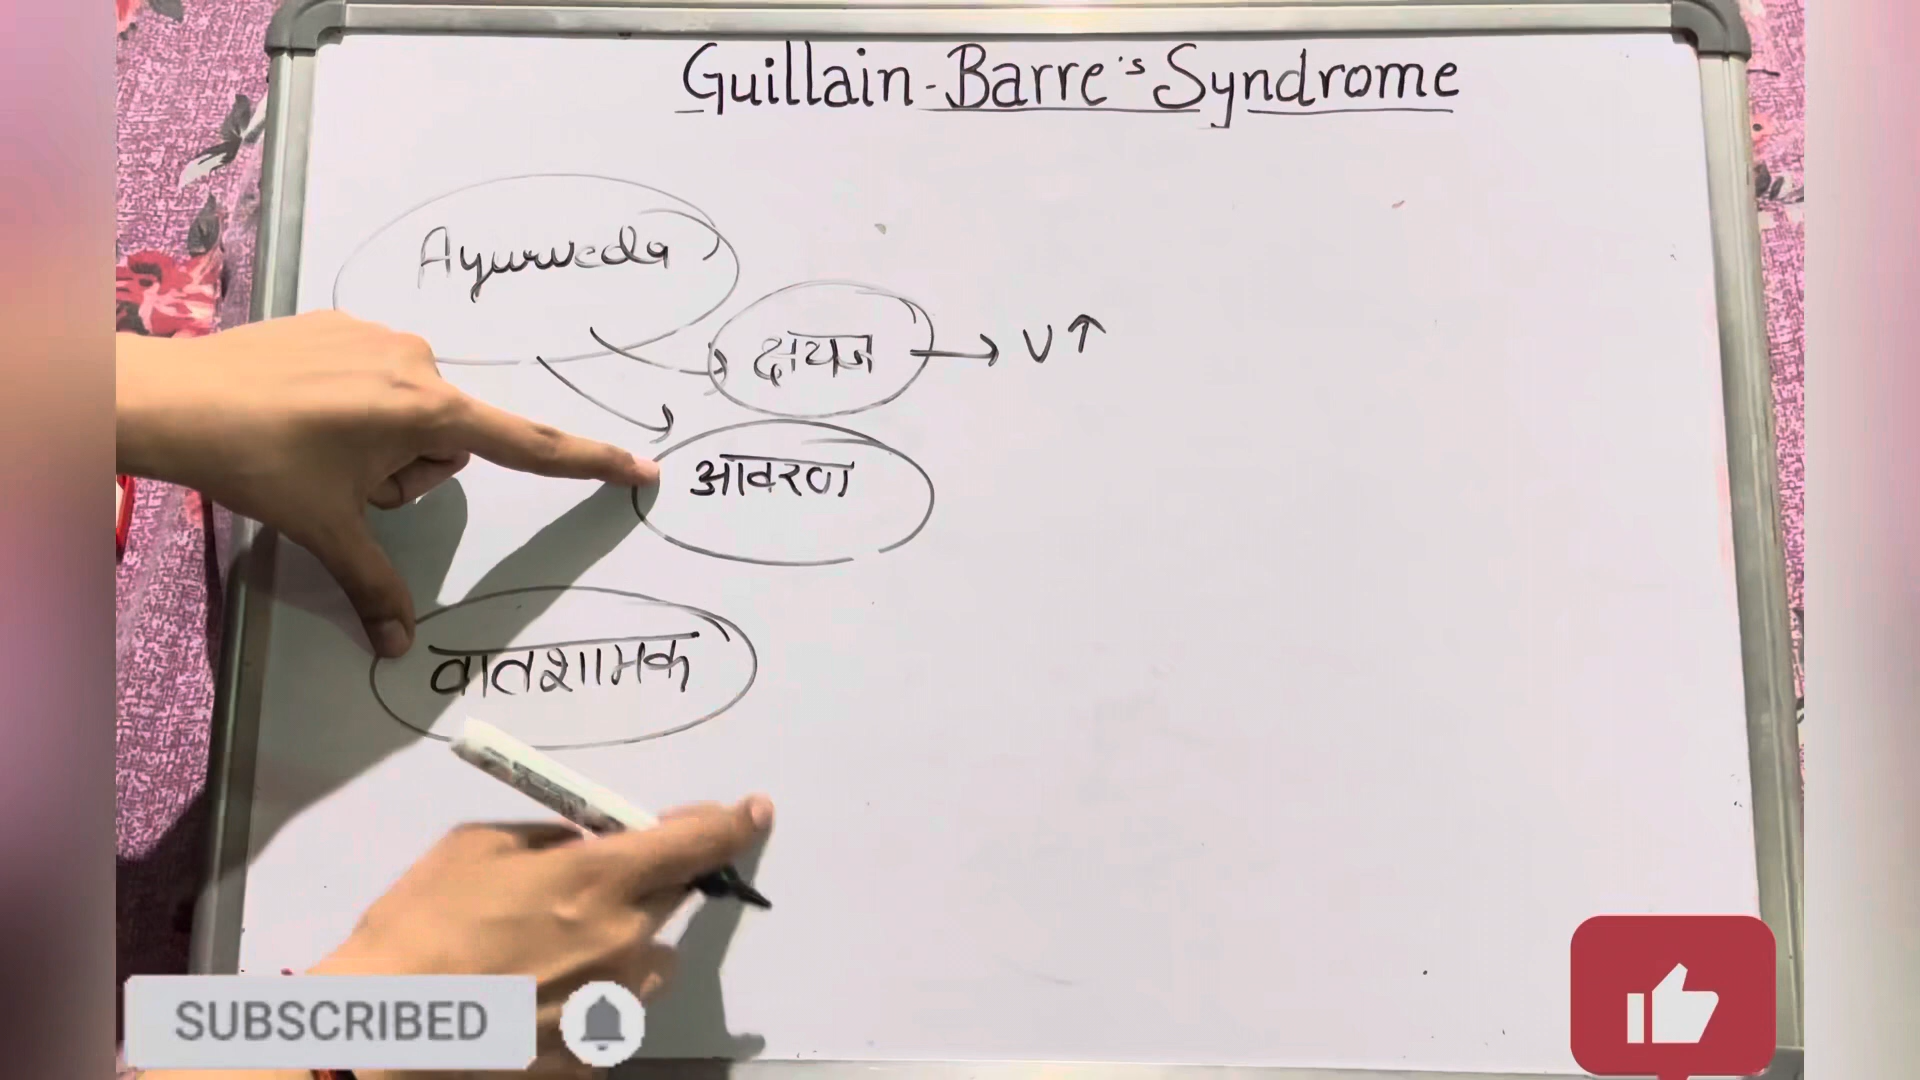 Guillain-Barre's Syndrome
Ayurveda
क्षयज → V↑
आवरण
वातशामक
SUBSCRIBED